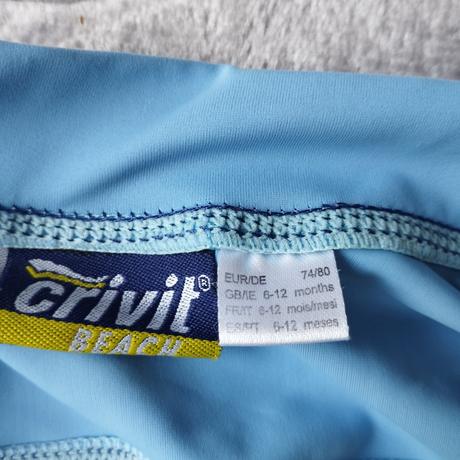 crivit®
BEACH
EUR/DE 74/80
GB/IE 6-12 months
FR/IT 6-12 mois/mesi
ES/PT 6-12 meses